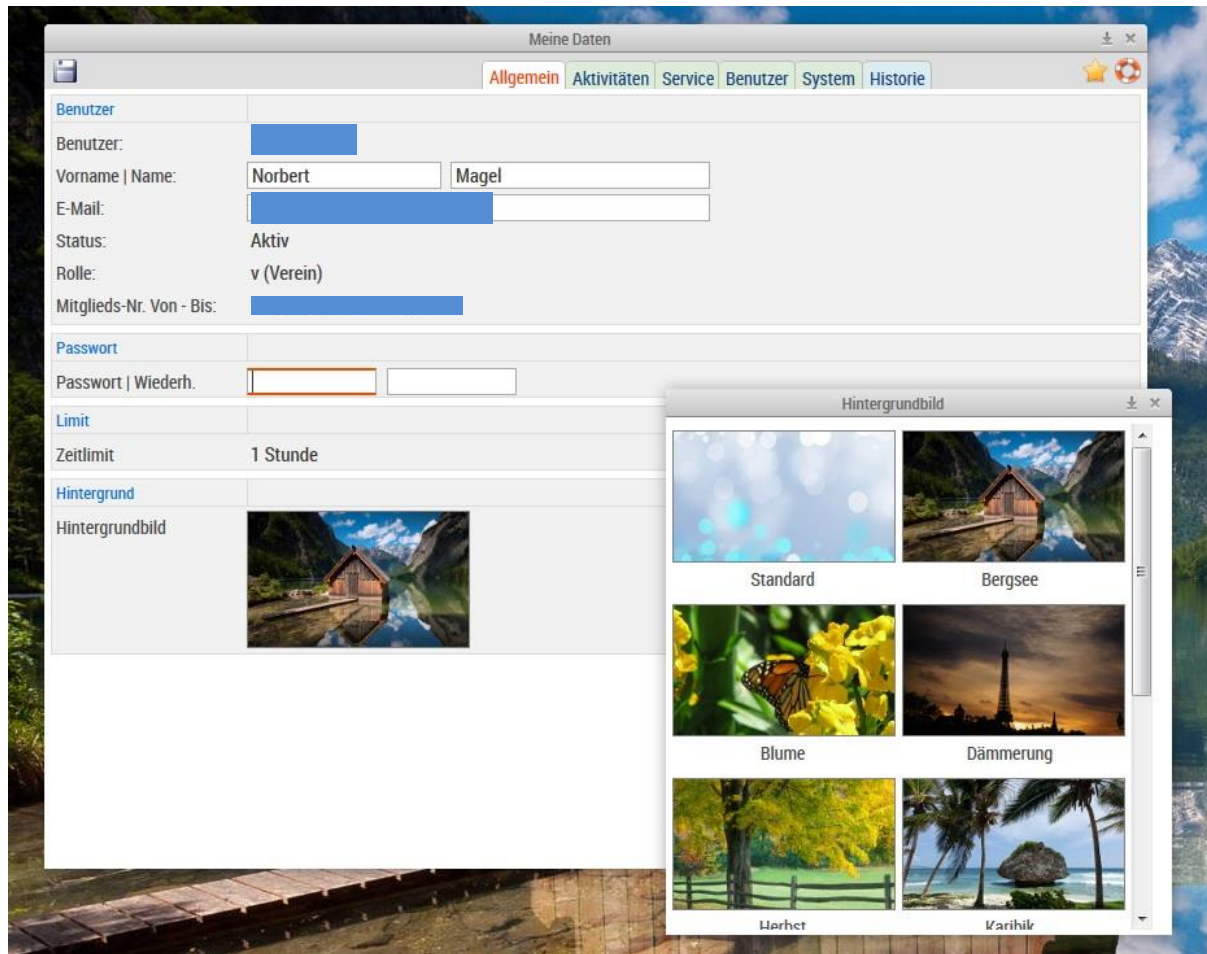 Meine Daten
Allgemein Aktivitäten Service Benutzer System Historie
Benutzer
Benutzer:
Vorname | Name: Norbert Magel
E-Mail:
Status: Aktiv
Rolle: v (Verein)
Mitglieds-Nr. Von - Bis:
Passwort
Passwort | Wiederh.
Limit
Zeitlimit 1 Stunde
Hintergrund
Hintergrundbild
Hintergrundbild
Standard Bergsee
Blume Dämmerung
Herbst Karibik